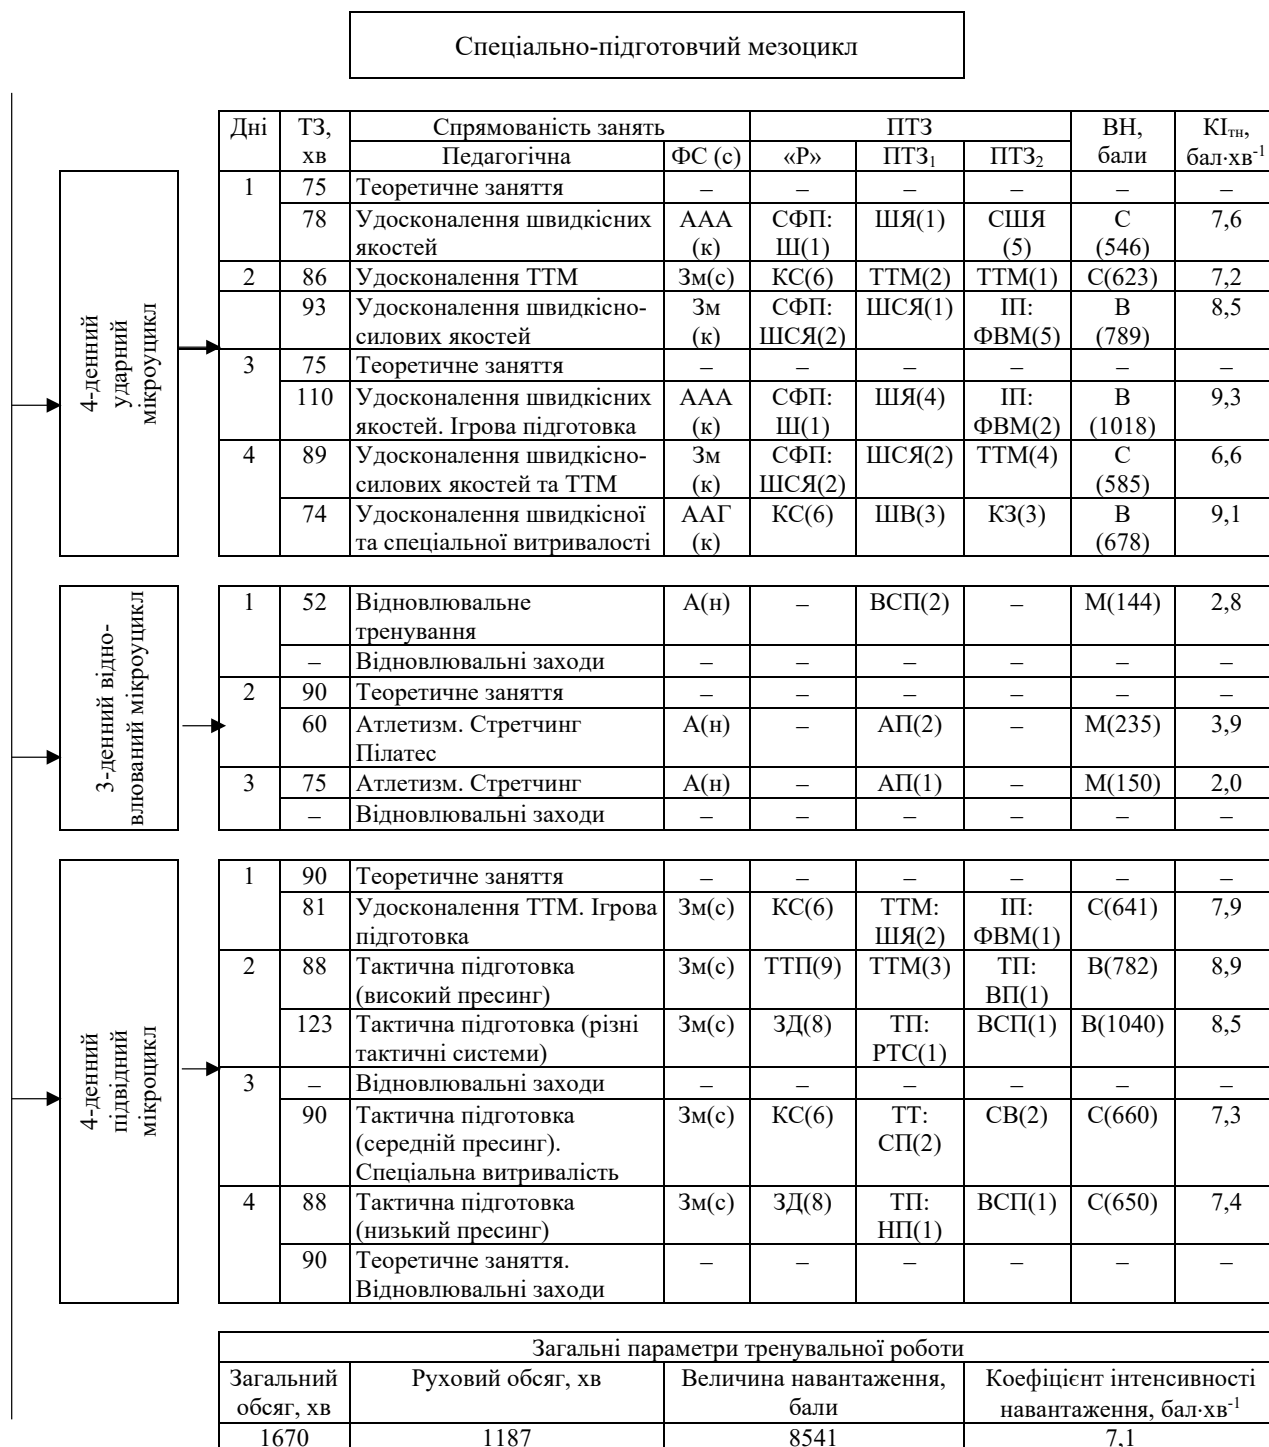 Спеціально-підготовчий мезоцикл
Дні ТЗ, Спрямованість занять ПТЗ ВН, КІтн,
хв Педагогічна ФС (с) «Р» ПТЗ1 ПТЗ2 бали бал·хв-1
4-денний
ударний
мікроуцикл
1 75 Теоретичне заняття – – – – – –
78 Удосконалення швидкісних ААА СФП: ШЯ(1) СШЯ С 7,6
якостей (к) Ш(1) (5) (546)
2 86 Удосконалення ТТМ Зм(с) КС(6) ТТМ(2) ТТМ(1) С(623) 7,2
93 Удосконалення швидкісно- Зм СФП: ШСЯ(1) ІП: В 8,5
силових якостей (к) ШСЯ(2) ФВМ(5) (789)
3 75 Теоретичне заняття – – – – – –
110 Удосконалення швидкісних ААА СФП: ШЯ(4) ІП: В 9,3
якостей. Ігрова підготовка (к) Ш(1) ФВМ(2) (1018)
4 89 Удосконалення швидкісно- Зм СФП: ШСЯ(2) ТТМ(4) С 6,6
силових якостей та ТТМ (к) ШСЯ(2) (585)
74 Удосконалення швидкісної ААГ КС(6) ШВ(3) КЗ(3) В 9,1
та спеціальної витривалості (к) (678)
3-денний відно-
влюваний мікроуцикл
1 52 Відновлювальне А(н) – ВСП(2) – М(144) 2,8
тренування
– Відновлювальні заходи – – – – – –
2 90 Теоретичне заняття – – – – – –
60 Атлетизм. Стретчинг А(н) – АП(2) – М(235) 3,9
Пілатес
3 75 Атлетизм. Стретчинг А(н) – АП(1) – М(150) 2,0
– Відновлювальні заходи – – – – – –
4-денний
підвідний
мікроцикл
1 90 Теоретичне заняття – – – – – –
81 Удосконалення ТТМ. Ігрова Зм(с) КС(6) ТТМ: ІП: С(641) 7,9
підготовка ШЯ(2) ФВМ(1)
2 88 Тактична підготовка Зм(с) ТТП(9) ТТМ(3) ТП: В(782) 8,9
(високий пресинг) ВП(1)
123 Тактична підготовка (різні Зм(с) ЗД(8) ТП: ВСП(1) В(1040) 8,5
тактичні системи) РТС(1)
3 – Відновлювальні заходи – – – – – –
90 Тактична підготовка Зм(с) КС(6) ТТ: СВ(2) С(660) 7,3
(середній пресинг). СП(2)
Спеціальна витривалість
4 88 Тактична підготовка Зм(с) ЗД(8) ТП: ВСП(1) С(650) 7,4
(низький пресинг) НП(1)
90 Теоретичне заняття. – – – – – –
Відновлювальні заходи
Загальні параметри тренувальної роботи
Загальний Руховий обсяг, хв Величина навантаження, Коефіцієнт інтенсивності
обсяг, хв бали навантаження, бал·хв-1
1670 1187 8541 7,1